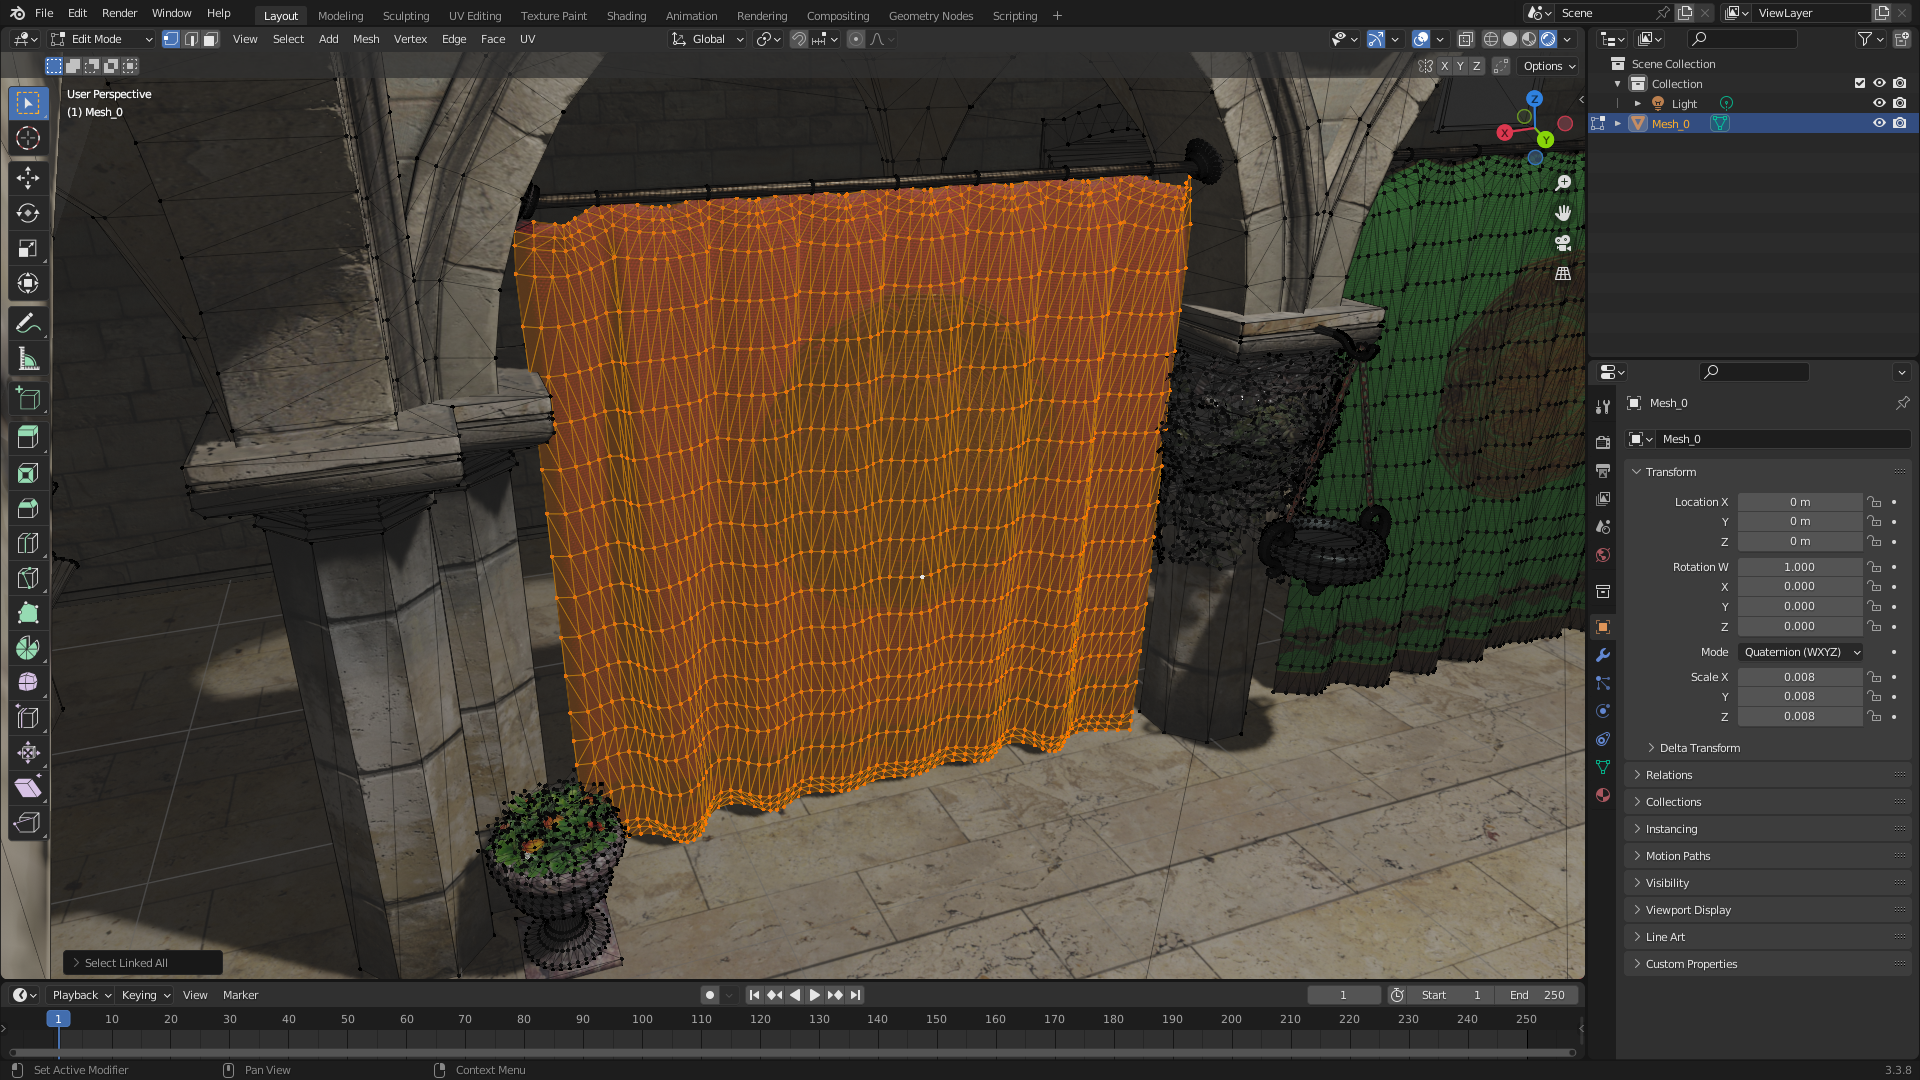 File Edit Render Window Help Layout Modeling Sculpting UV Editing Texture Paint Shading Animation Rendering Compositing Geometry Nodes Scripting + Scene ViewLayer
Edit Mode View Select Add Mesh Vertex Edge Face UV Global
X Y Z Options
User Perspective
(1) Mesh_0
Z
X
Y
Scene Collection
Collection
Light
Mesh_0
Mesh_0
Mesh_0
Transform
Location X 0 m
Y 0 m
Z 0 m
Rotation W 1.000
X 0.000
Y 0.000
Z 0.000
Mode Quaternion (WXYZ)
Scale X 0.008
Y 0.008
Z 0.008
Delta Transform
Relations
Collections
Instancing
Motion Paths
Visibility
Viewport Display
Line Art
Custom Properties
Select Linked All
Playback Keying View Marker 1 Start 1 End 250
1 10 20 30 40 50 60 70 80 90 100 110 120 130 140 150 160 170 180 190 200 210 220 230 240 250
Set Active Modifier Pan View Context Menu 3.3.8